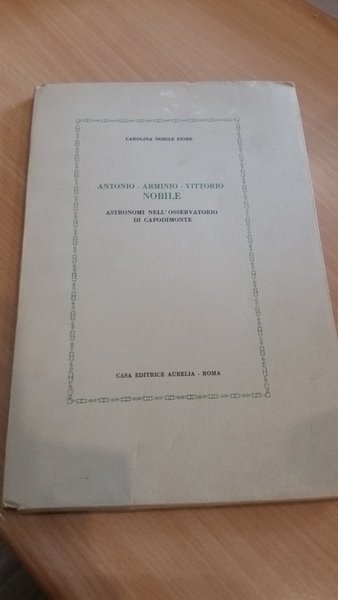 CAROLINA NOBILE FIORE
ANTONIO - ARMINIO - VITTORIO
NOBILE
ASTRONOMI NELL'OSSERVATORIO
DI CAPODIMONTE
CASA EDITRICE AURELIA - ROMA